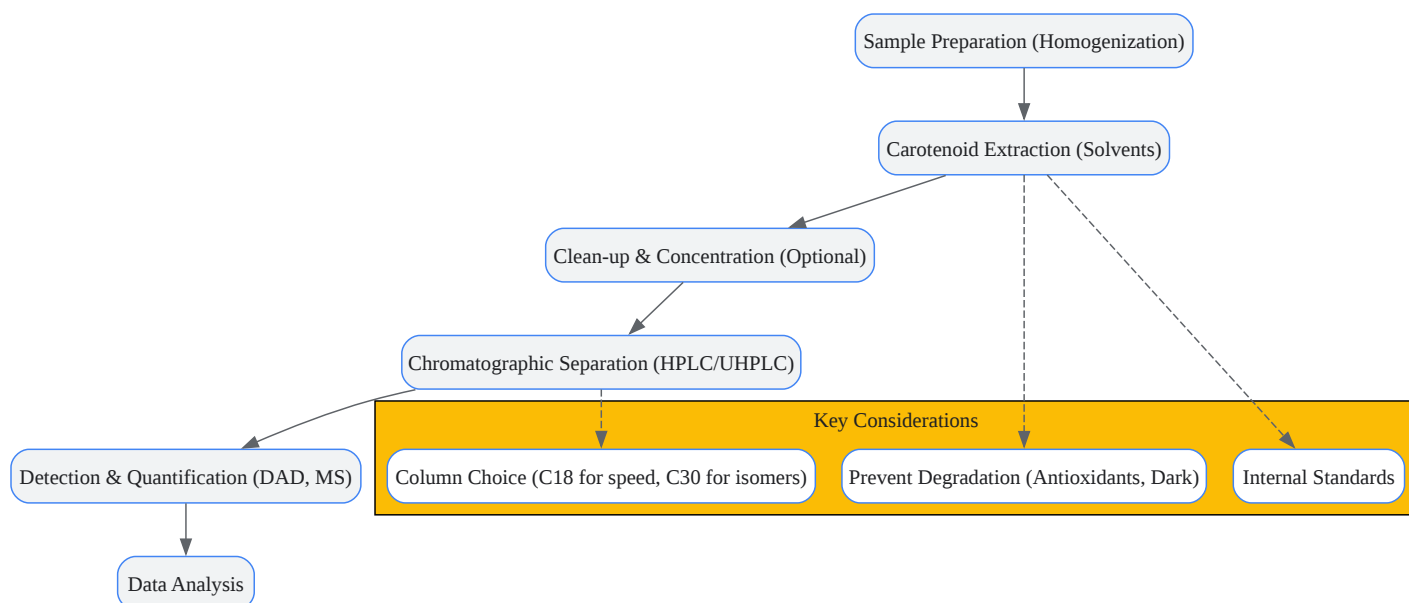 Sample Preparation (Homogenization)
Carotenoid Extraction (Solvents)
Clean-up & Concentration (Optional)
Chromatographic Separation (HPLC/UHPLC)
Key Considerations
Detection & Quantification (DAD, MS)
Column Choice (C18 for speed, C30 for isomers)
Prevent Degradation (Antioxidants, Dark)
Internal Standards
Data Analysis